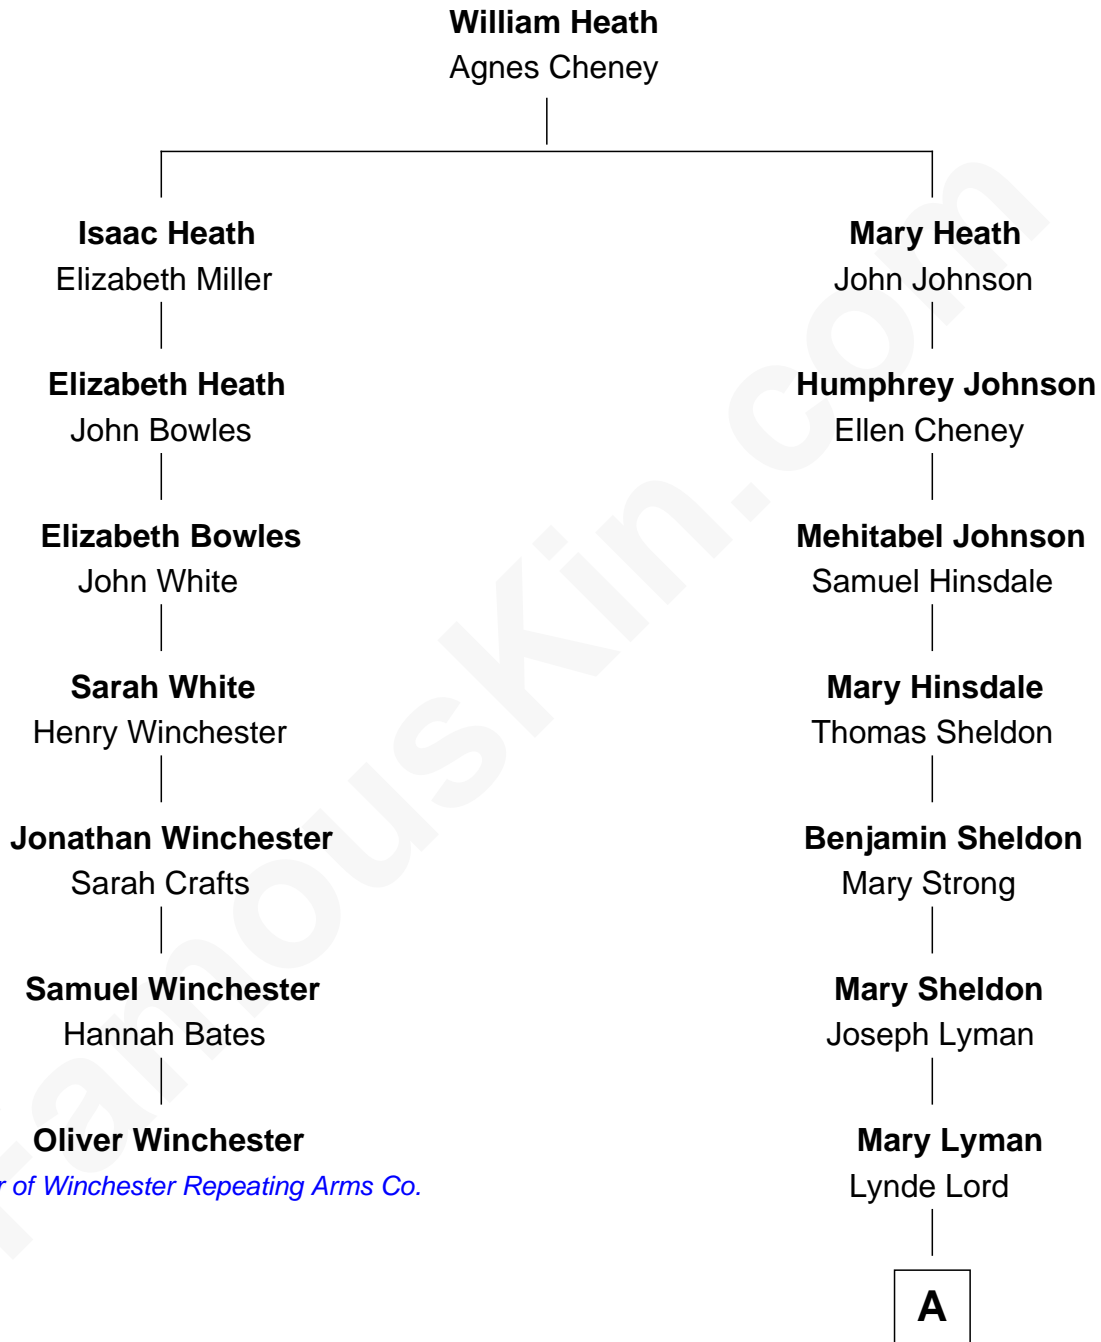 William Heath
Agnes Cheney
Isaac Heath
Elizabeth Miller
Elizabeth Heath
John Bowles
Elizabeth Bowles
John White
Sarah White
Henry Winchester
Jonathan Winchester
Sarah Crafts
Samuel Winchester
Hannah Bates
Oliver Winchester
of Winchester Repeating Arms Co.
Mary Heath
John Johnson
Humphrey Johnson
Ellen Cheney
Mehitabel Johnson
Samuel Hinsdale
Mary Hinsdale
Thomas Sheldon
Benjamin Sheldon
Mary Strong
Mary Sheldon
Joseph Lyman
Mary Lyman
Lynde Lord
A
FamousKin.com